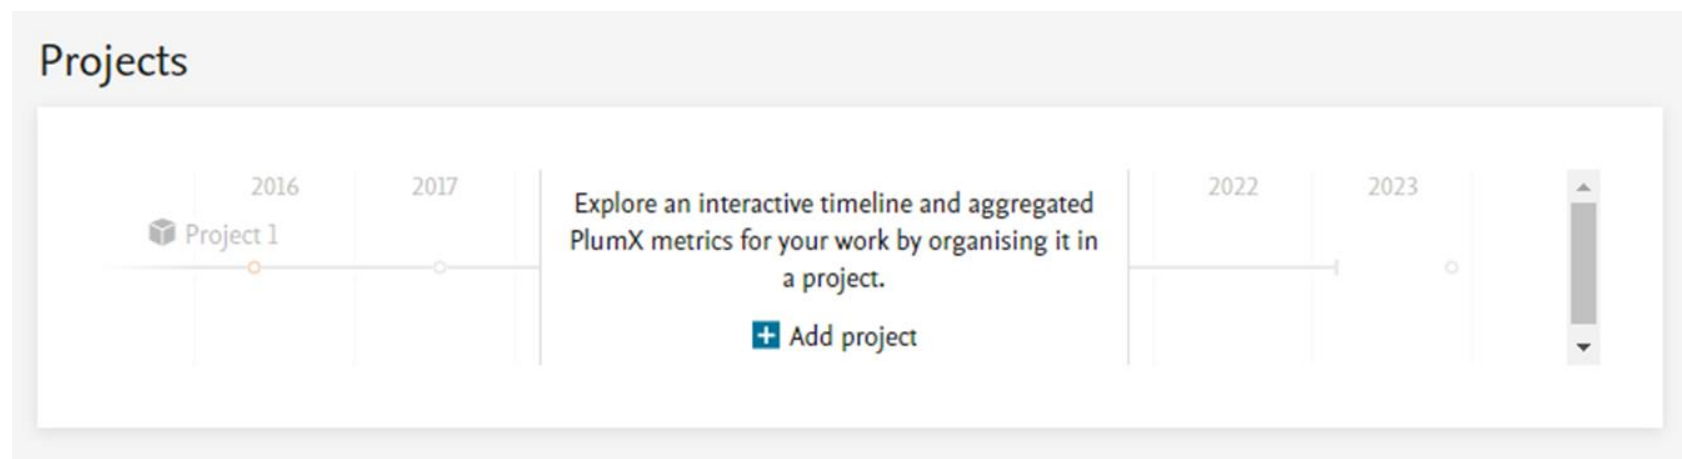 Projects
2016 2017 2022 2023
Project 1
Explore an interactive timeline and aggregated
PlumX metrics for your work by organising it in
a project.
Add project